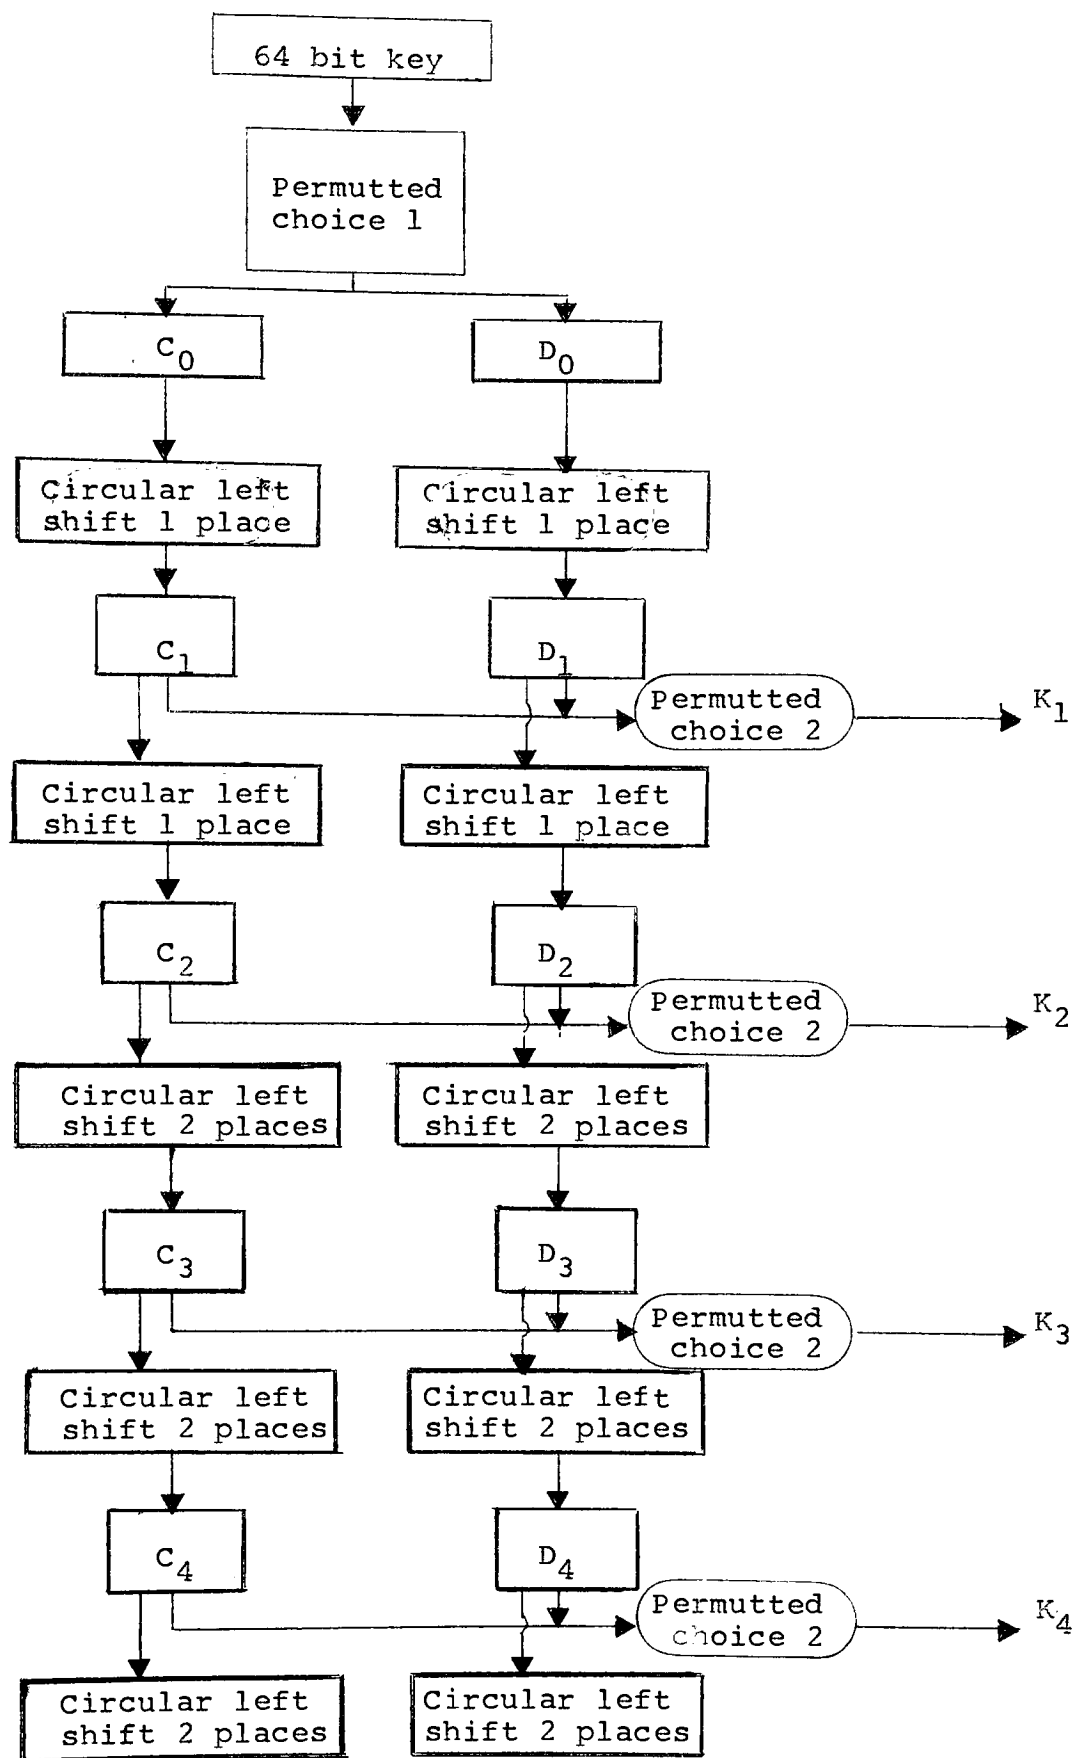 64 bit key
Permutted
choice 1
C0
D0
Circular left
shift 1 place
Circular left
shift 1 place
C1
D1
Permutted
choice 2
K1
Circular left
shift 1 place
Circular left
shift 1 place
C2
D2
Permutted
choice 2
K2
Circular left
shift 2 places
Circular left
shift 2 places
C3
D3
Permutted
choice 2
K3
Circular left
shift 2 places
Circular left
shift 2 places
C4
D4
Permutted
choice 2
K4
Circular left
shift 2 places
Circular left
shift 2 places